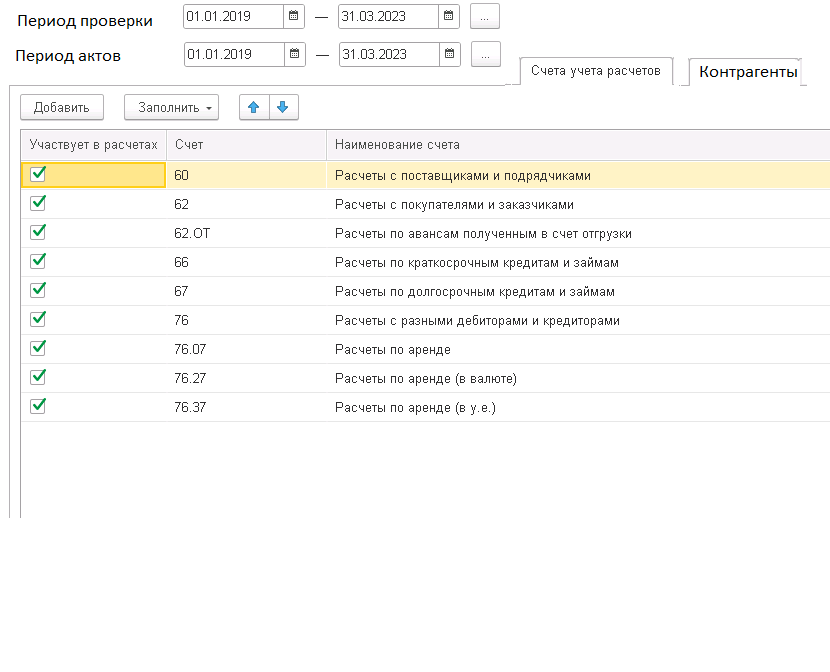 Период проверки 01.01.2019 — 31.03.2023 ...
Период актов 01.01.2019 — 31.03.2023 ...
Счета учета расчетов Контрагенты
Добавить Заполнить
Участвует в расчетах Счет Наименование счета
60 Расчеты с поставщиками и подрядчиками
62 Расчеты с покупателями и заказчиками
62.ОТ Расчеты по авансам полученным в счет отгрузки
66 Расчеты по краткосрочным кредитам и займам
67 Расчеты по долгосрочным кредитам и займам
76 Расчеты с разными дебиторами и кредиторами
76.07 Расчеты по аренде
76.27 Расчеты по аренде (в валюте)
76.37 Расчеты по аренде (в у.е.)